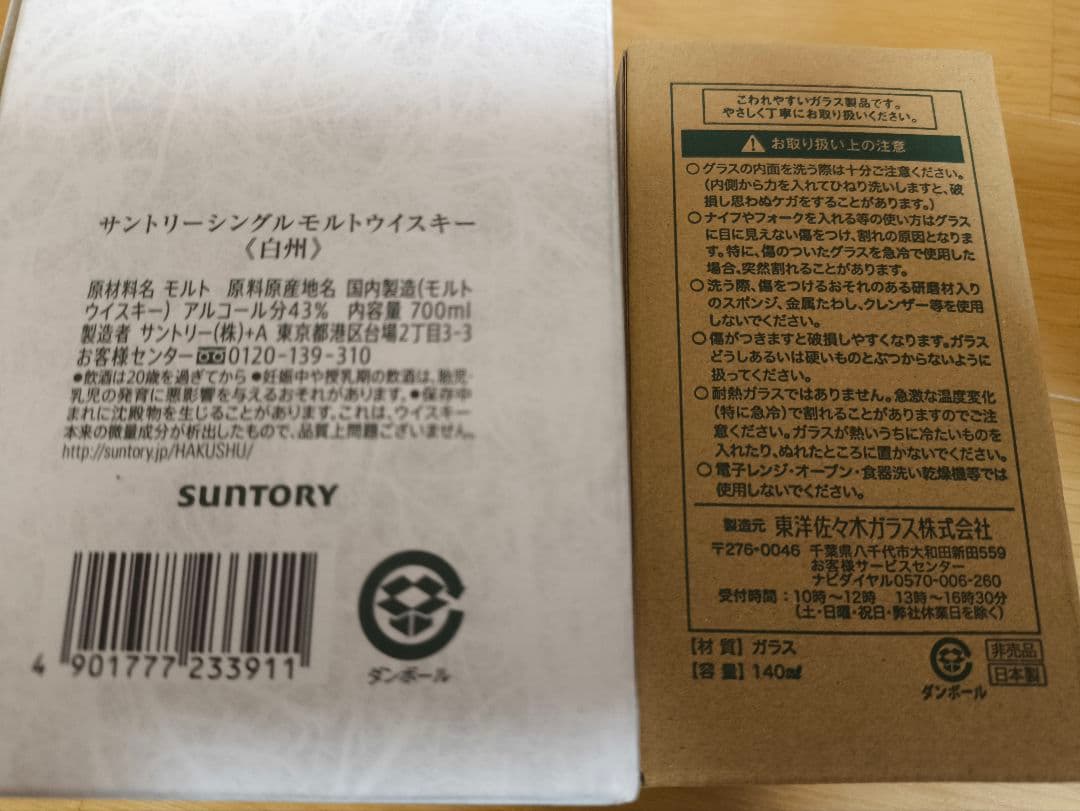 サントリーシングルモルトウイスキー
《白州》
原材料名 モルト 原料原産地名 国内製造(モルト
ウイスキー) アルコール分43% 内容量 700ml
製造者 サントリー(株)+A 東京都港区台場2丁目3-3
お客様センター 0120-139-310
●飲酒は20歳を過ぎてから ●妊娠中や授乳期の飲酒は、胎児・
乳児の発育に悪影響を与えるおそれがあります。●保存中
まれに沈殿物を生じることがあります。これは、ウイスキー
本来の微量成分が析出したもので、品質上問題ございません。
http://suntory.jp/HAKUSHU/
SUNTORY
4 901777 233911
ダンボール
こわれやすいガラス製品です。
やさしく丁寧にお取り扱いください。
お取り扱い上の注意
○グラスの内面を洗う際は十分ご注意ください。
(内側から力を入れてひねり洗いしますと、破
損し思わぬケガをすることがあります。)
○ナイフやフォークを入れる等の使い方はグラス
に目に見えない傷をつけ、割れの原因となりま
す。特に、傷のついたグラスを急冷で使用した
場合、突然割れることがあります。
○洗う際、傷をつけるおそれのある研磨材入り
のスポンジ、金属たわし、クレンザー等を使用
しないでください。
○傷がつきますと破損しやすくなります。グラス
どうしあるいは硬いものとぶつからないように
扱ってください。
○耐熱ガラスではありません。急激な温度変化
(特に急冷)で割れることがありますのでご注
意ください。ガラスが熱いうちに冷たいものを
入れたり、ぬれたところに置かないでください。
○電子レンジ・オーブン・食器洗い乾燥機等では
使用しないでください。
製造元 東洋佐々木ガラス株式会社
〒276-0046 千葉県八千代市大和田新田559
お客様サービスセンター
ナビダイヤル0570-006-260
受付時間：10時〜12時 13時〜16時30分
(土・日曜・祝日・弊社休業日を除く)
【材 質】ガラス
【容 量】140㎖
ダンボール
非売品
日本製